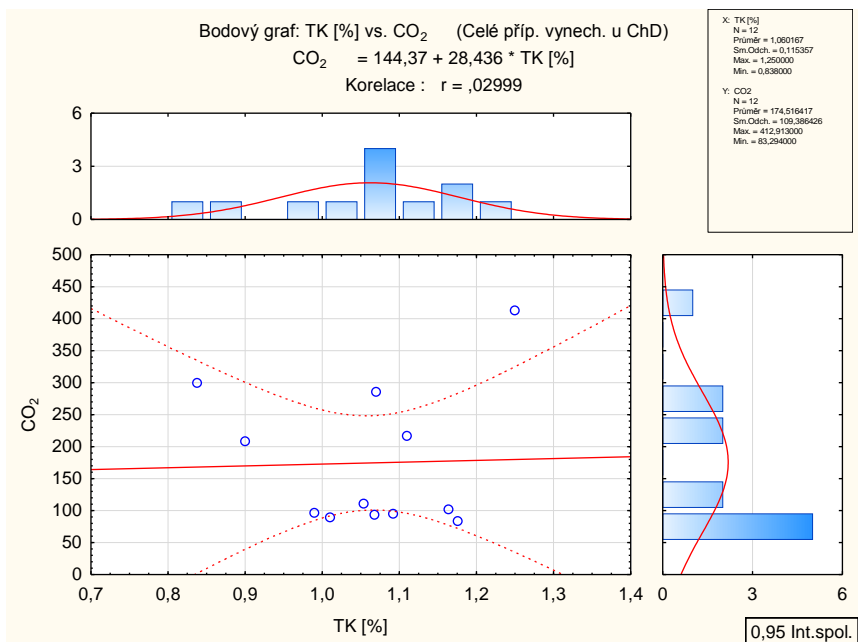 Bodový graf: TK [%] vs. CO2 (Celé příp. vynech. u ChD)
CO2 = 144,37 + 28,436 * TK [%]
Korelace : r = ,02999
X: TK [%]
N = 12
Průměr = 1,060167
Sm.Odch. = 0,115357
Max. = 1,250000
Min. = 0,838000
Y: CO2
N = 12
Průměr = 174,516417
Sm.Odch. = 109,386426
Max. = 412,913000
Min. = 83,294000
6
3
0
500
450
400
350
300
250
200
150
100
50
0
CO2
0,7 0,8 0,9 1,0 1,1 1,2 1,3 1,4
TK [%]
0 3 6
0,95 Int.spol.